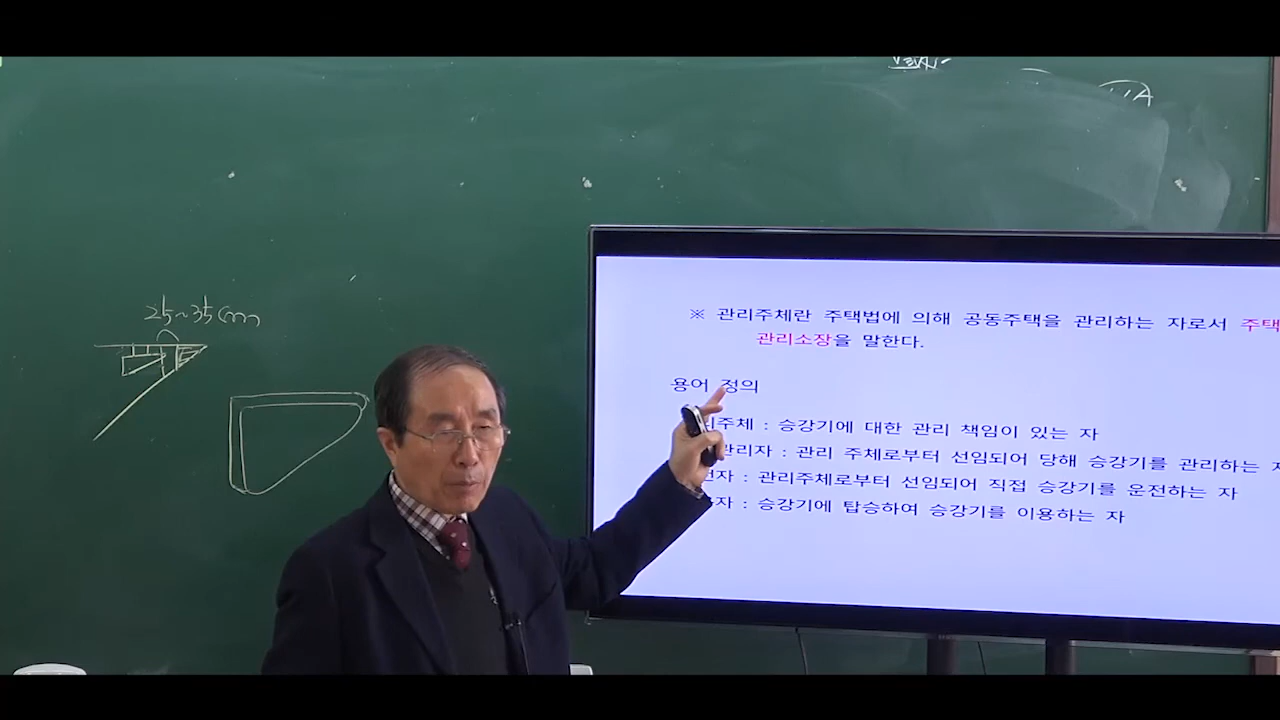 25~35cm
※ 관리주체란 주택법에 의해 공동주택을 관리하는 자로서 주택
관리소장을 말한다.
용어 정의
리주체 : 승강기에 대한 관리 책임이 있는 자
관리자 : 관리 주체로부터 선임되어 당해 승강기를 관리하는
전자 : 관리주체로부터 선임되어 직접 승강기를 운전하는 자
자 : 승강기에 탑승하여 승강기를 이용하는 자